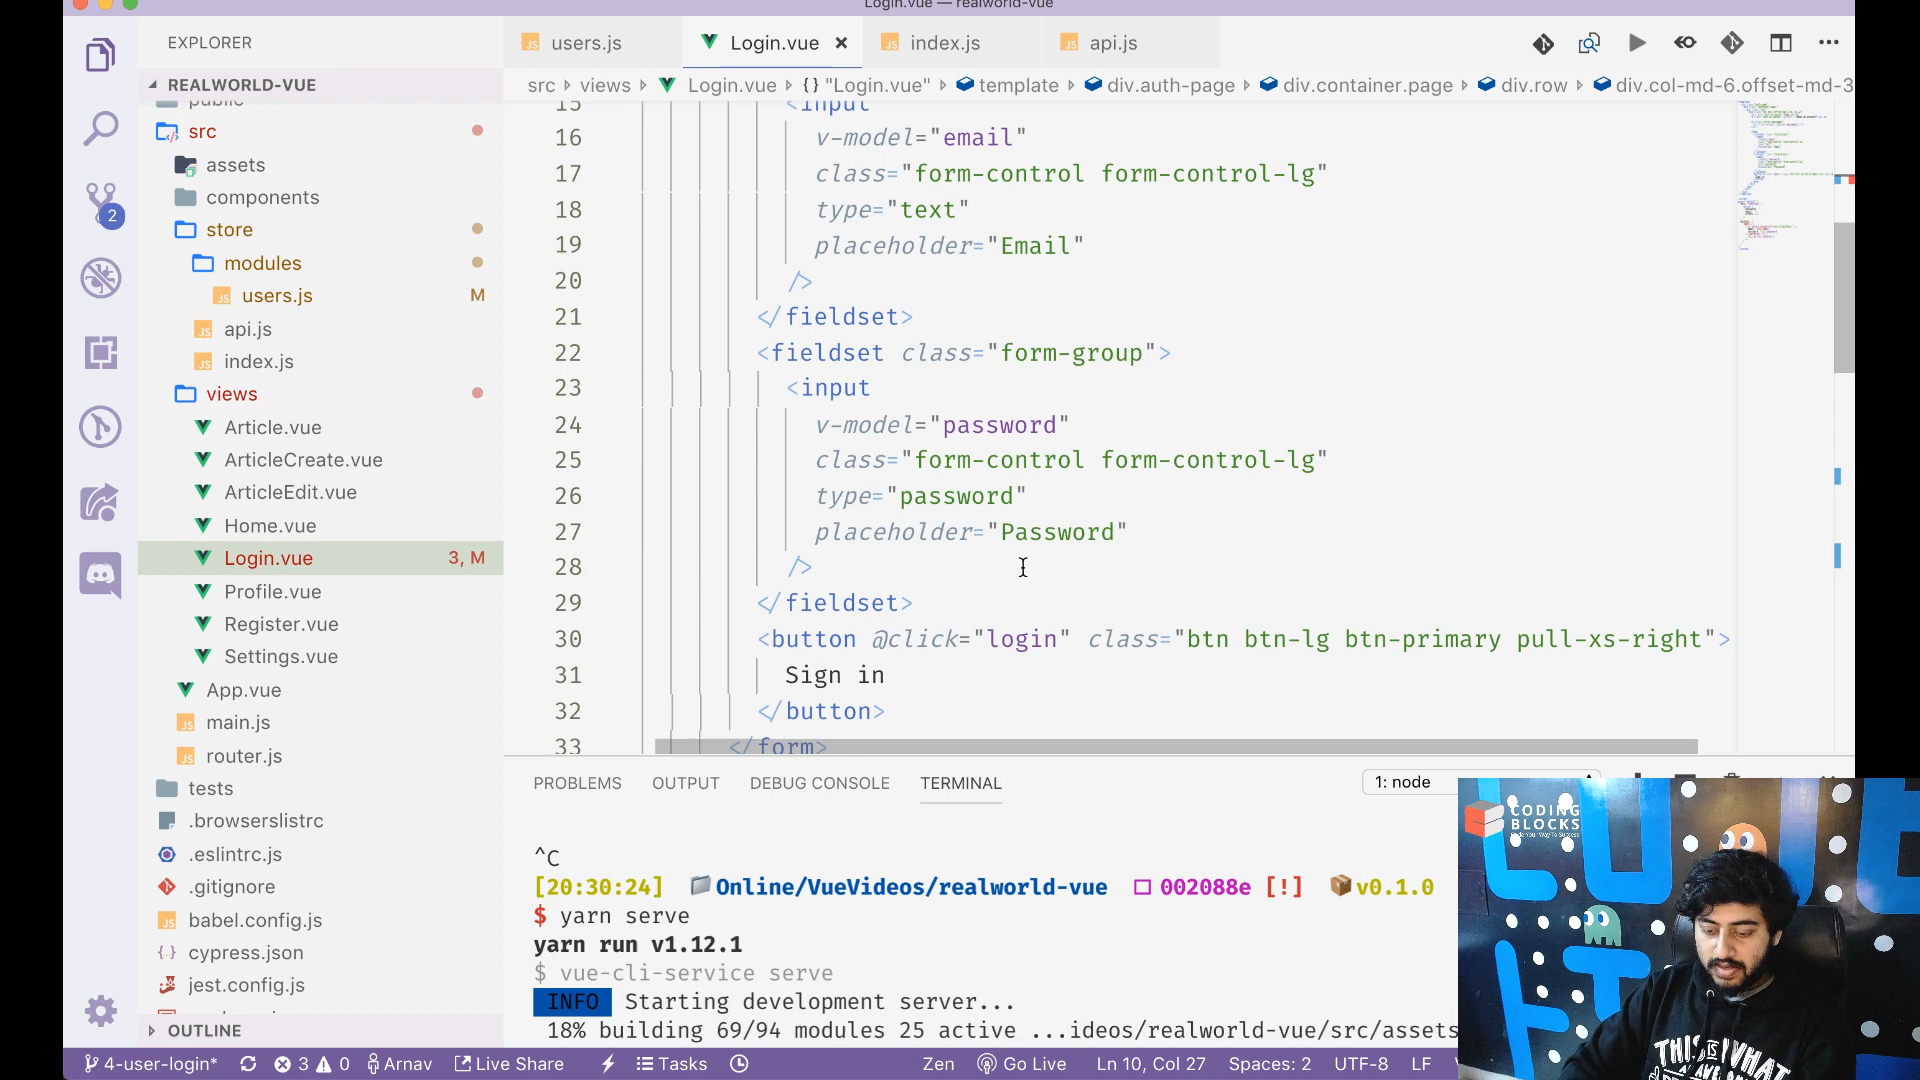 Login.vue — realworld-vue
EXPLORER
users.js
Login.vue ×
index.js
api.js
REALWORLD-VUE
src > views > Login.vue > {} "Login.vue" > template > div.auth-page > div.container.page > div.row > div.col-md-6.offset-md-3
public
src
assets
components
store
modules
users.js M
api.js
index.js
views
Article.vue
ArticleCreate.vue
ArticleEdit.vue
Home.vue
Login.vue 3, M
Profile.vue
Register.vue
Settings.vue
App.vue
main.js
router.js
tests
.browserslistrc
.eslintrc.js
.gitignore
babel.config.js
cypress.json
jest.config.js
OUTLINE
2
15 <input
16 v-model="email"
17 class="form-control form-control-lg"
18 type="text"
19 placeholder="Email"
20 />
21 </fieldset>
22 <fieldset class="form-group">
23 <input
24 v-model="password"
25 class="form-control form-control-lg"
26 type="password"
27 placeholder="Password"
28 />
29 </fieldset>
30 <button @click="login" class="btn btn-lg btn-primary pull-xs-right">
31 Sign in
32 </button>
33 </form>
PROBLEMS OUTPUT DEBUG CONSOLE TERMINAL
1: node
^C
[20:30:24] Online/VueVideos/realworld-vue 002088e [!] v0.1.0
$ yarn serve
yarn run v1.12.1
$ vue-cli-service serve
INFO Starting development server...
18% building 69/94 modules 25 active ...ideos/realworld-vue/src/assets
CODING
BLOCKS
THIS IS WHAT
4-user-login* 3 0 Arnav Live Share Tasks Zen Go Live Ln 10, Col 27 Spaces: 2 UTF-8 LF